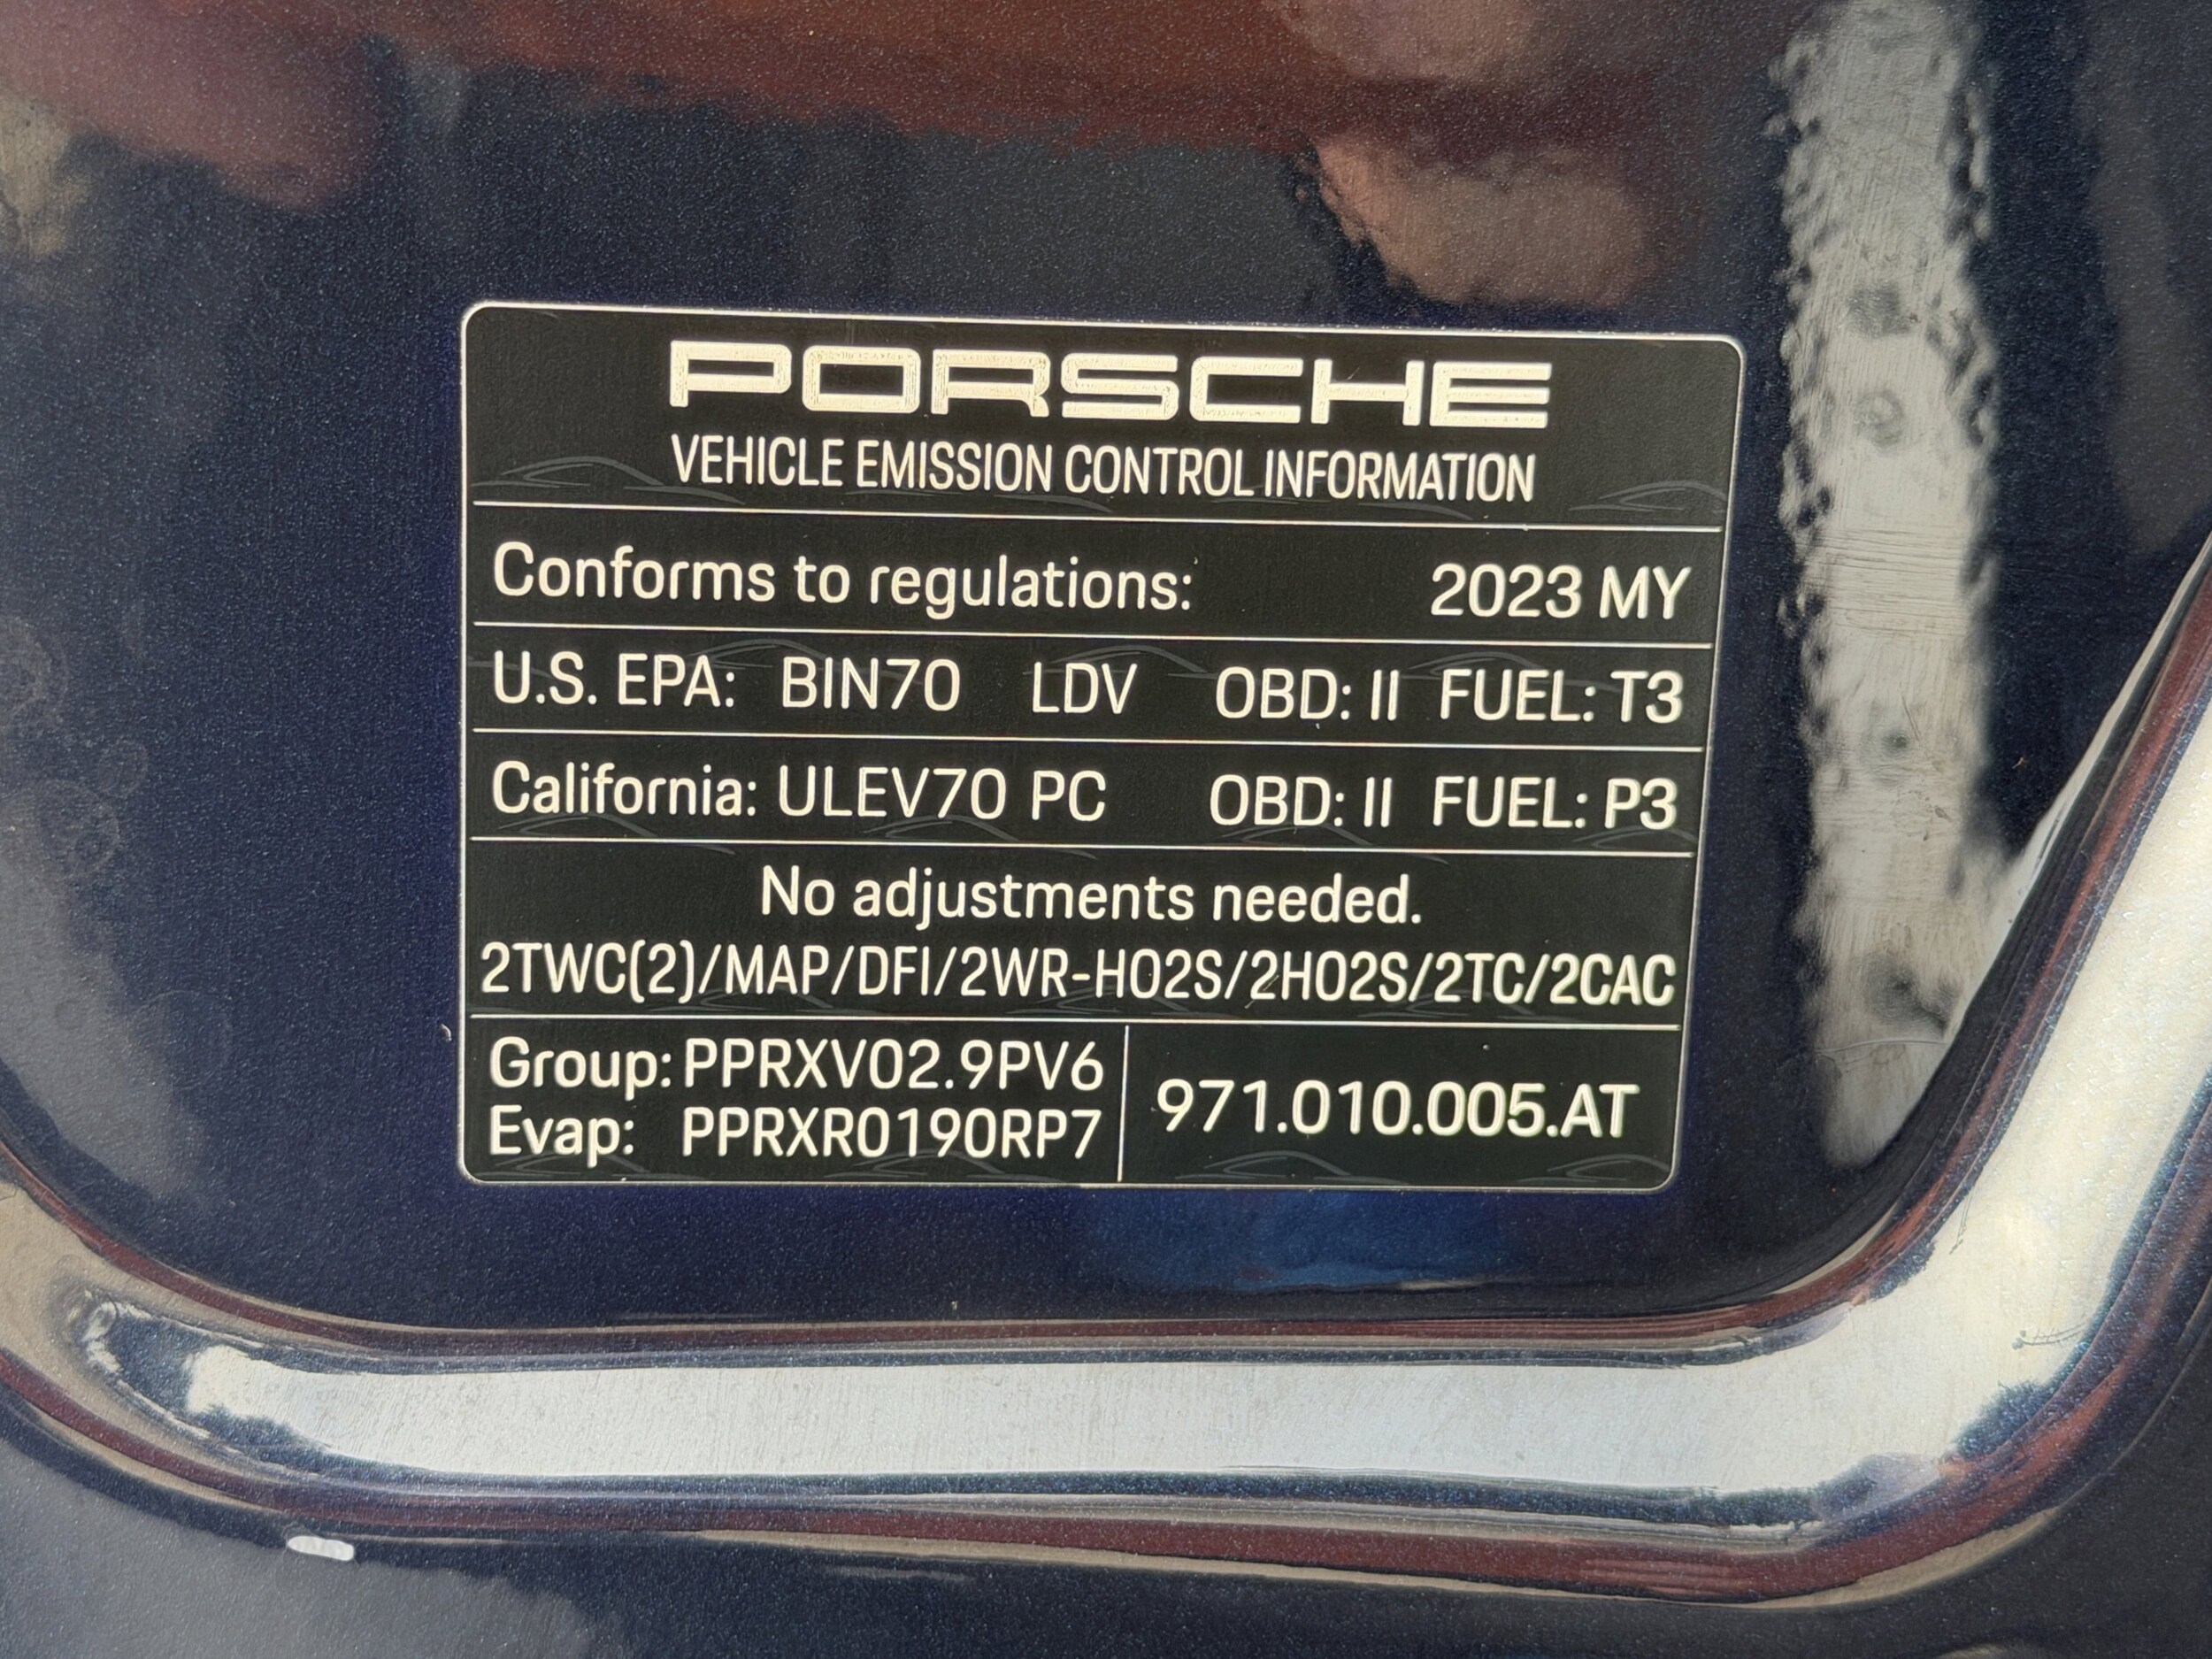 PORSCHE
VEHICLE EMISSION CONTROL INFORMATION
Conforms to regulations: 2023 MY
U.S. EPA: BIN70 LDV OBD: II FUEL: T3
California: ULEV70 PC OBD: II FUEL: P3
No adjustments needed.
2TWC(2)/MAP/DFI/2WR-HO2S/2HO2S/2TC/2CAC
Group: PPRXV02.9PV6
Evap: PPRXR0190RP7
971.010.005.AT